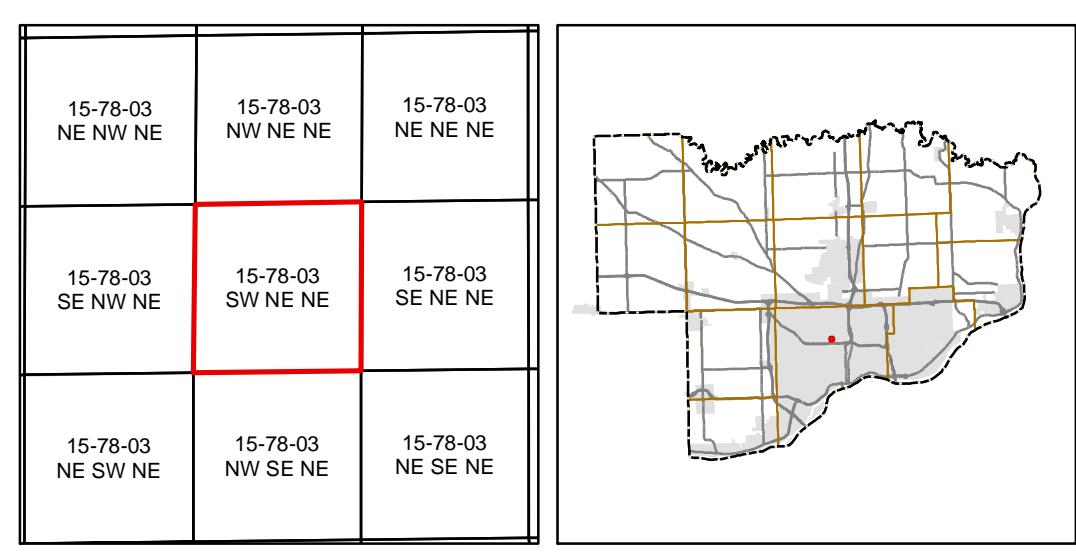 15-78-03
NE NW NE
15-78-03
NW NE NE
15-78-03
NE NE NE
15-78-03
SE NW NE
15-78-03
SW NE NE
15-78-03
SE NE NE
15-78-03
NE SW NE
15-78-03
NW SE NE
15-78-03
NE SE NE